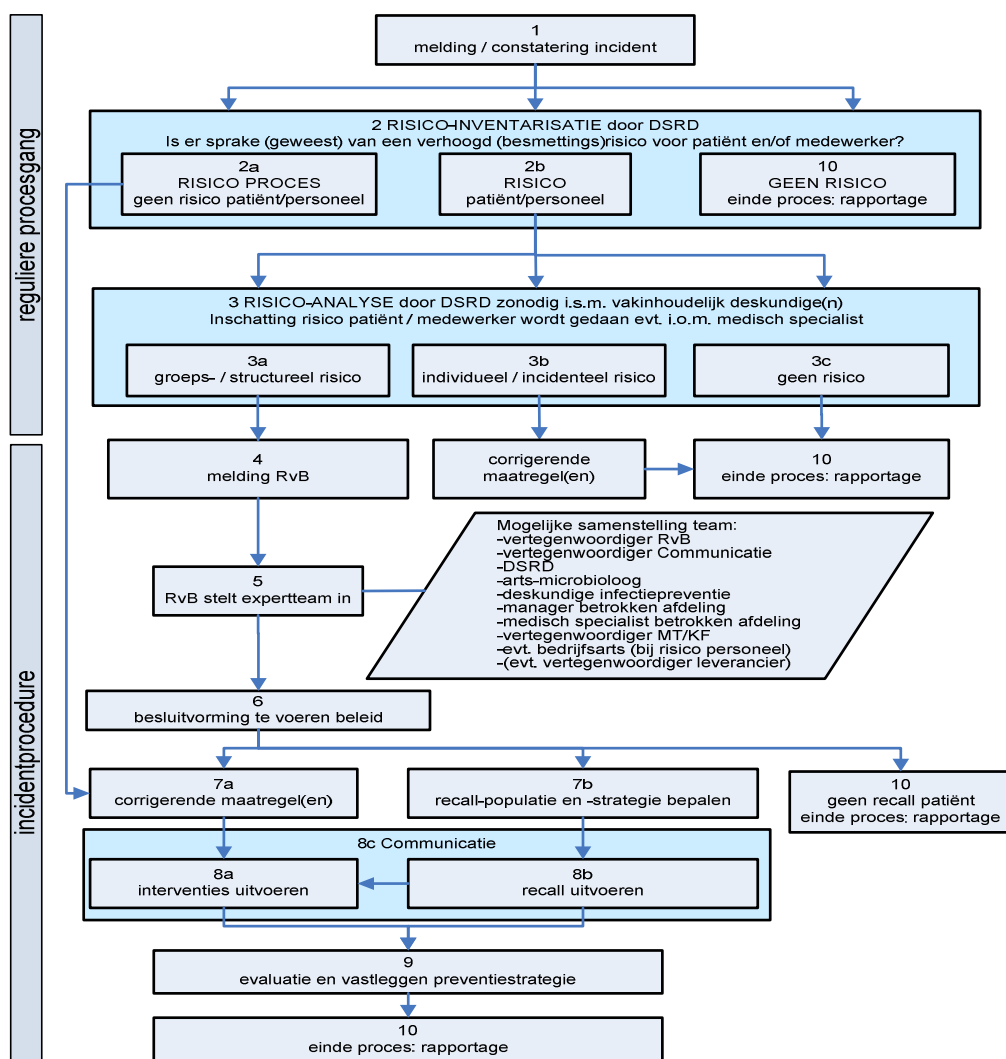 reguliere procesgang
1
melding / constatering incident
2 RISICO-INVENTARISATIE door DSRD
Is er sprake (geweest) van een verhoogd (besmettings)risico voor patiënt en/of medewerker?
2a
RISICO PROCES
geen risico patiënt/personeel
2b
RISICO
patiënt/personeel
10
GEEN RISICO
einde proces: rapportage
3 RISICO-ANALYSE door DSRD zonodig i.s.m. vakinhoudelijk deskundige(n)
Inschatting risico patiënt / medewerker wordt gedaan evt. i.o.m. medisch specialist
3a
groeps- / structureel risico
3b
individueel / incidenteel risico
3c
geen risico
incidentprocedure
4
melding RvB
corrigerende
maatregel(en)
10
einde proces: rapportage
5
RvB stelt expertteam in
Mogelijke samenstelling team:
-vertegenwoordiger RvB
-vertegenwoordiger Communicatie
-DSRD
-arts-microbioloog
-deskundige infectiepreventie
-manager betrokken afdeling
-medisch specialist betrokken afdeling
-vertegenwoordiger MT/KF
-evt. bedrijfsarts (bij risico personeel)
-(evt. vertegenwoordiger leverancier)
6
besluitvorming te voeren beleid
7a
corrigerende maatregel(en)
7b
recall-populatie en -strategie bepalen
10
geen recall patiënt
einde proces: rapportage
8c Communicatie
8a
interventies uitvoeren
8b
recall uitvoeren
9
evaluatie en vastleggen preventiestrategie
10
einde proces: rapportage